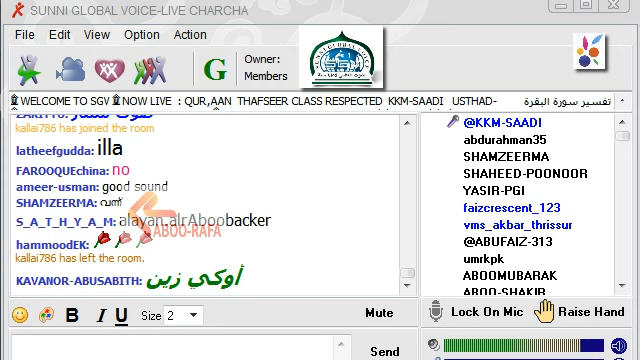 SUNNI GLOBAL VOICE-LIVE CHARCHA
File Edit View Option Action
G Owner:
Members
SUNNI GLOBAL VOICE
WELCOME TO SGV NOW LIVE : QUR,AAN THAFSEER CLASS RESPECTED KKM-SAADI USTHAD- تفسير سورة البقرة
kallai786 has joined the room
latheefgudda: illa
FAROOQUEchina: no
ameer-usman: good sound
SHAMZEERMA: വന്ന്
S_A_T_H_Y_A_M: alayan.alrAboobacker
ABOO-RAFA
hammoodEK:
kallai786 has left the room.
KAVANOR-ABUSABITH: أوكي زين
@KKM-SAADI
abdurahman35
SHAMZEERMA
SHAHEED-POONOOR
YASIR-PGI
faizcrescent_123
vms_akbar_thrissur
@ABUFAIZ-313
umrkpk
ABOOMUBARAK
ABOO-SHAKIR
B I U Size 2 Mute
Lock On Mic Raise Hand
Send